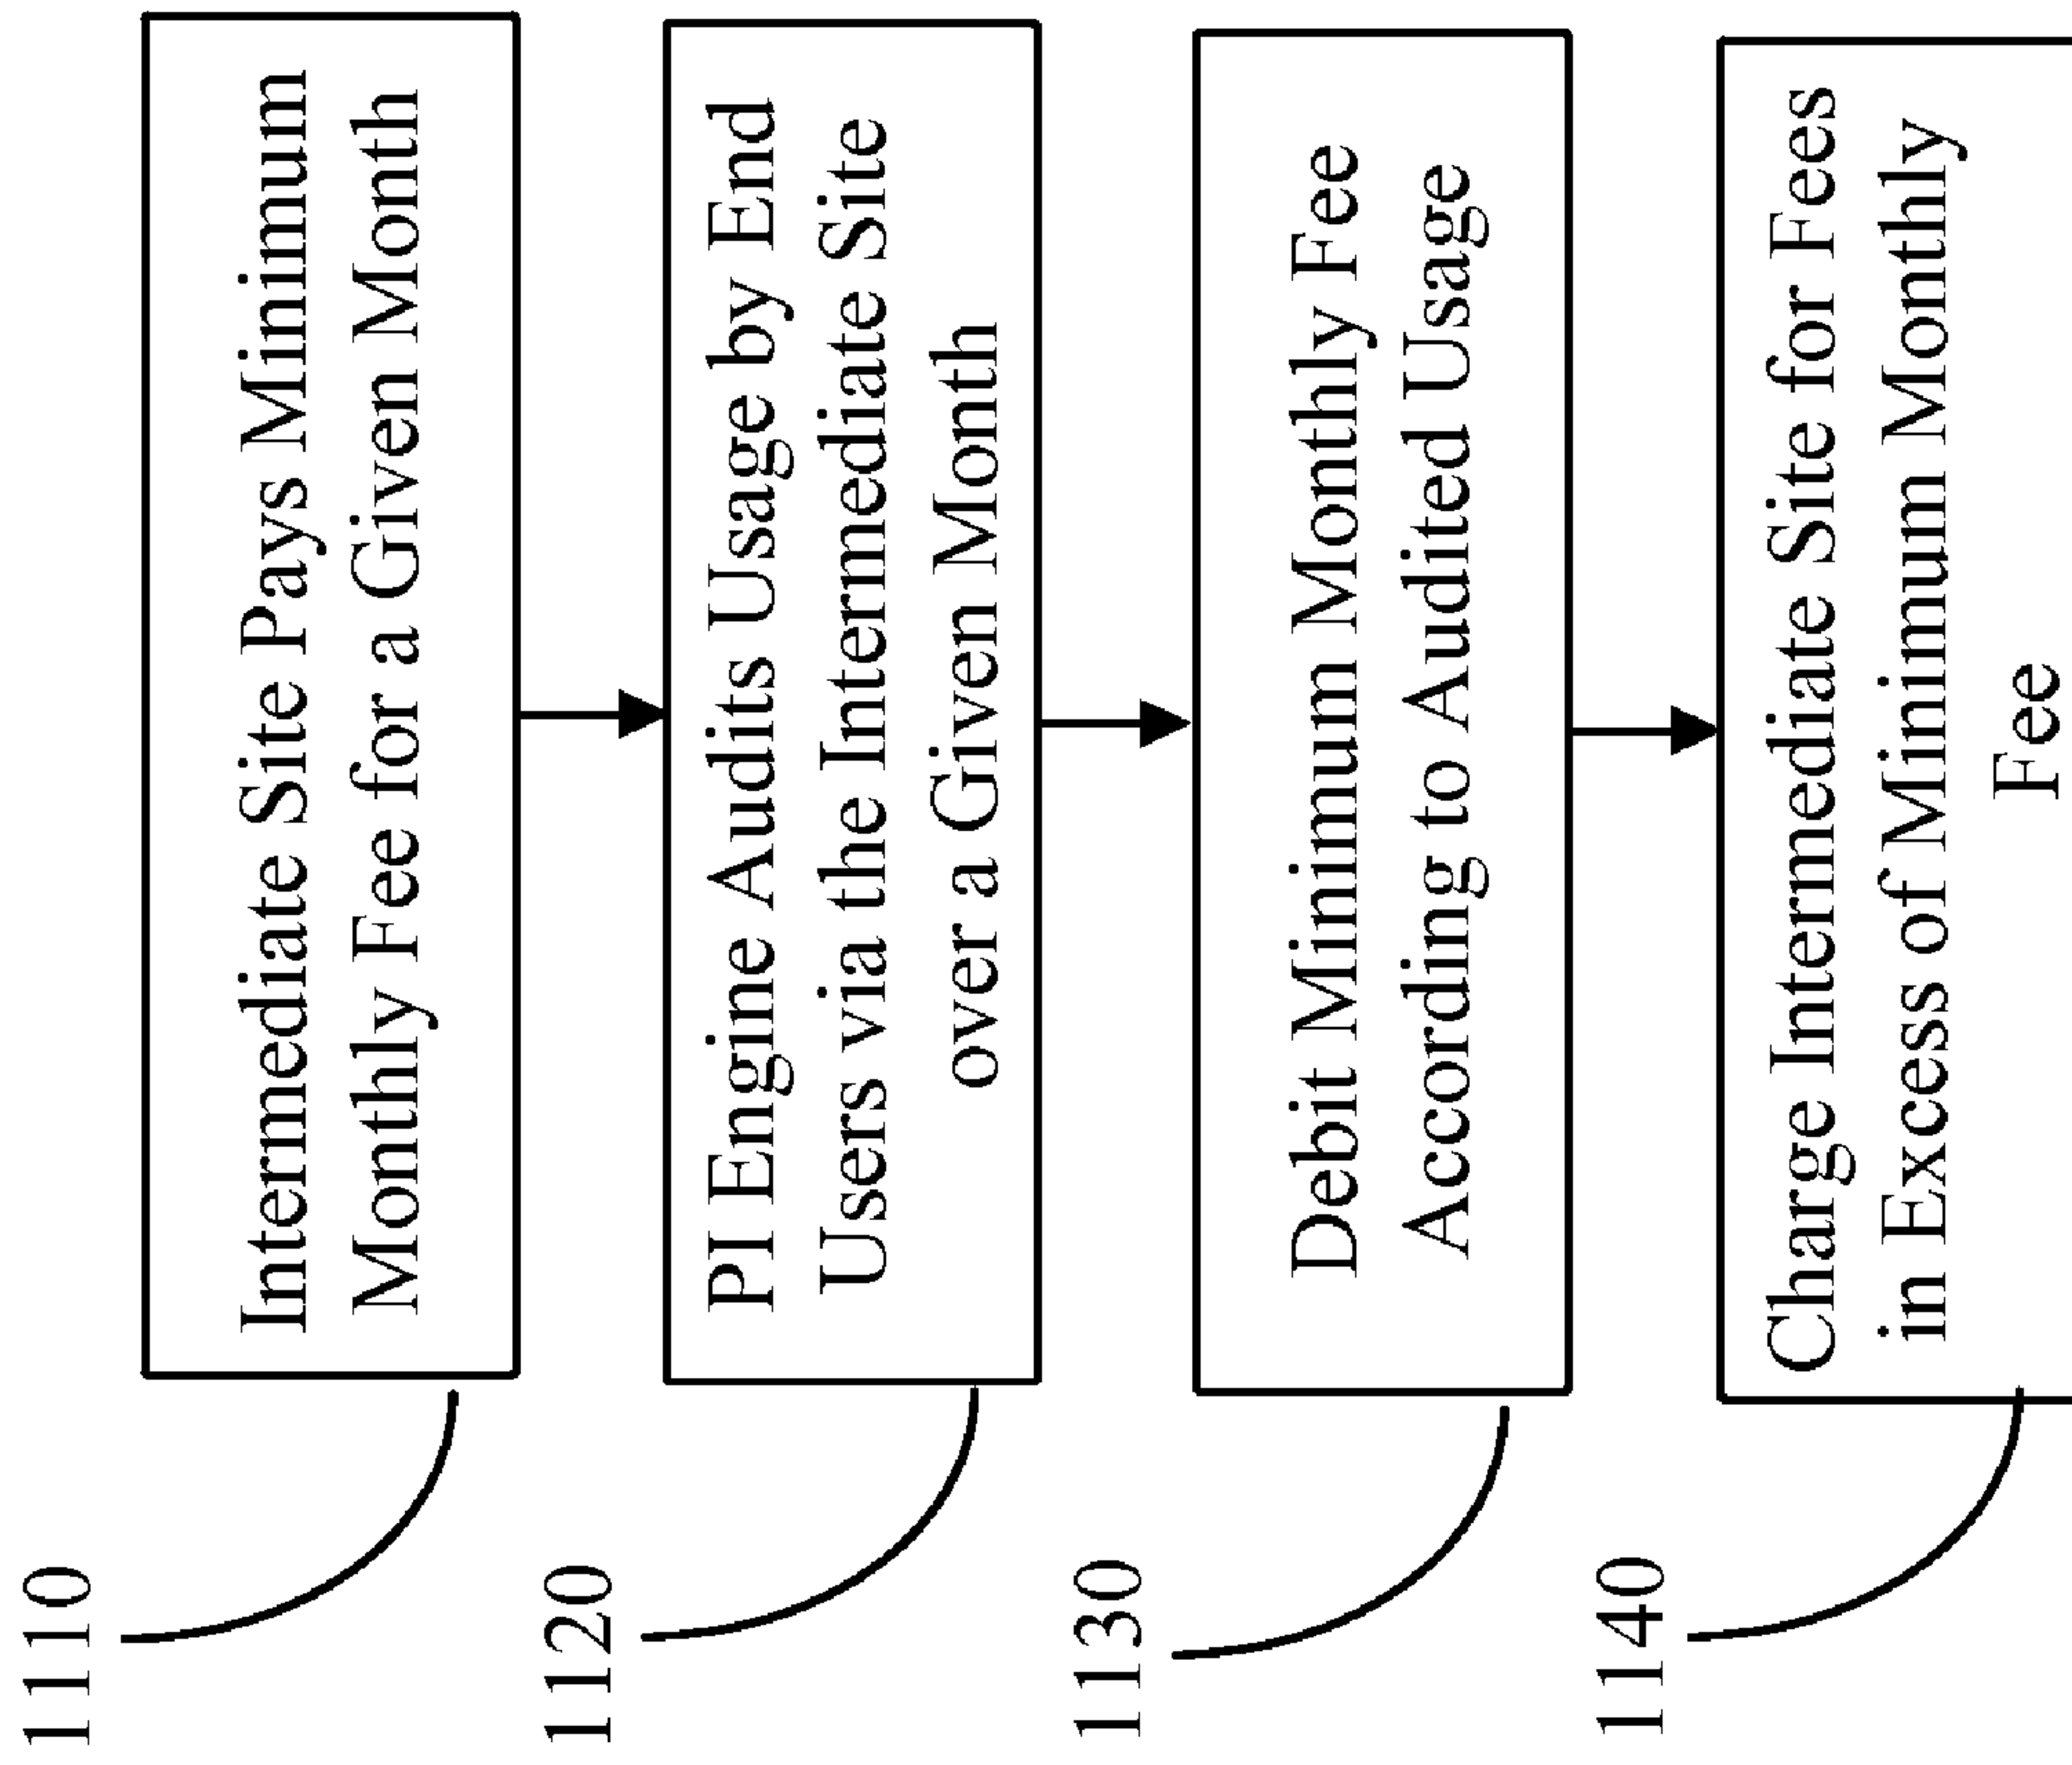 1110
Intermediate Site Pays Minimum
Monthly Fee for a Given Month
1120
PI Engine Audits Usage by End
Users via the Intermediate Site
over a Given Month
1130
Debit Minimum Monthly Fee
According to Audited Usage
1140
Charge Intermediate Site for Fees
in Excess of Minimum Monthly
Fee